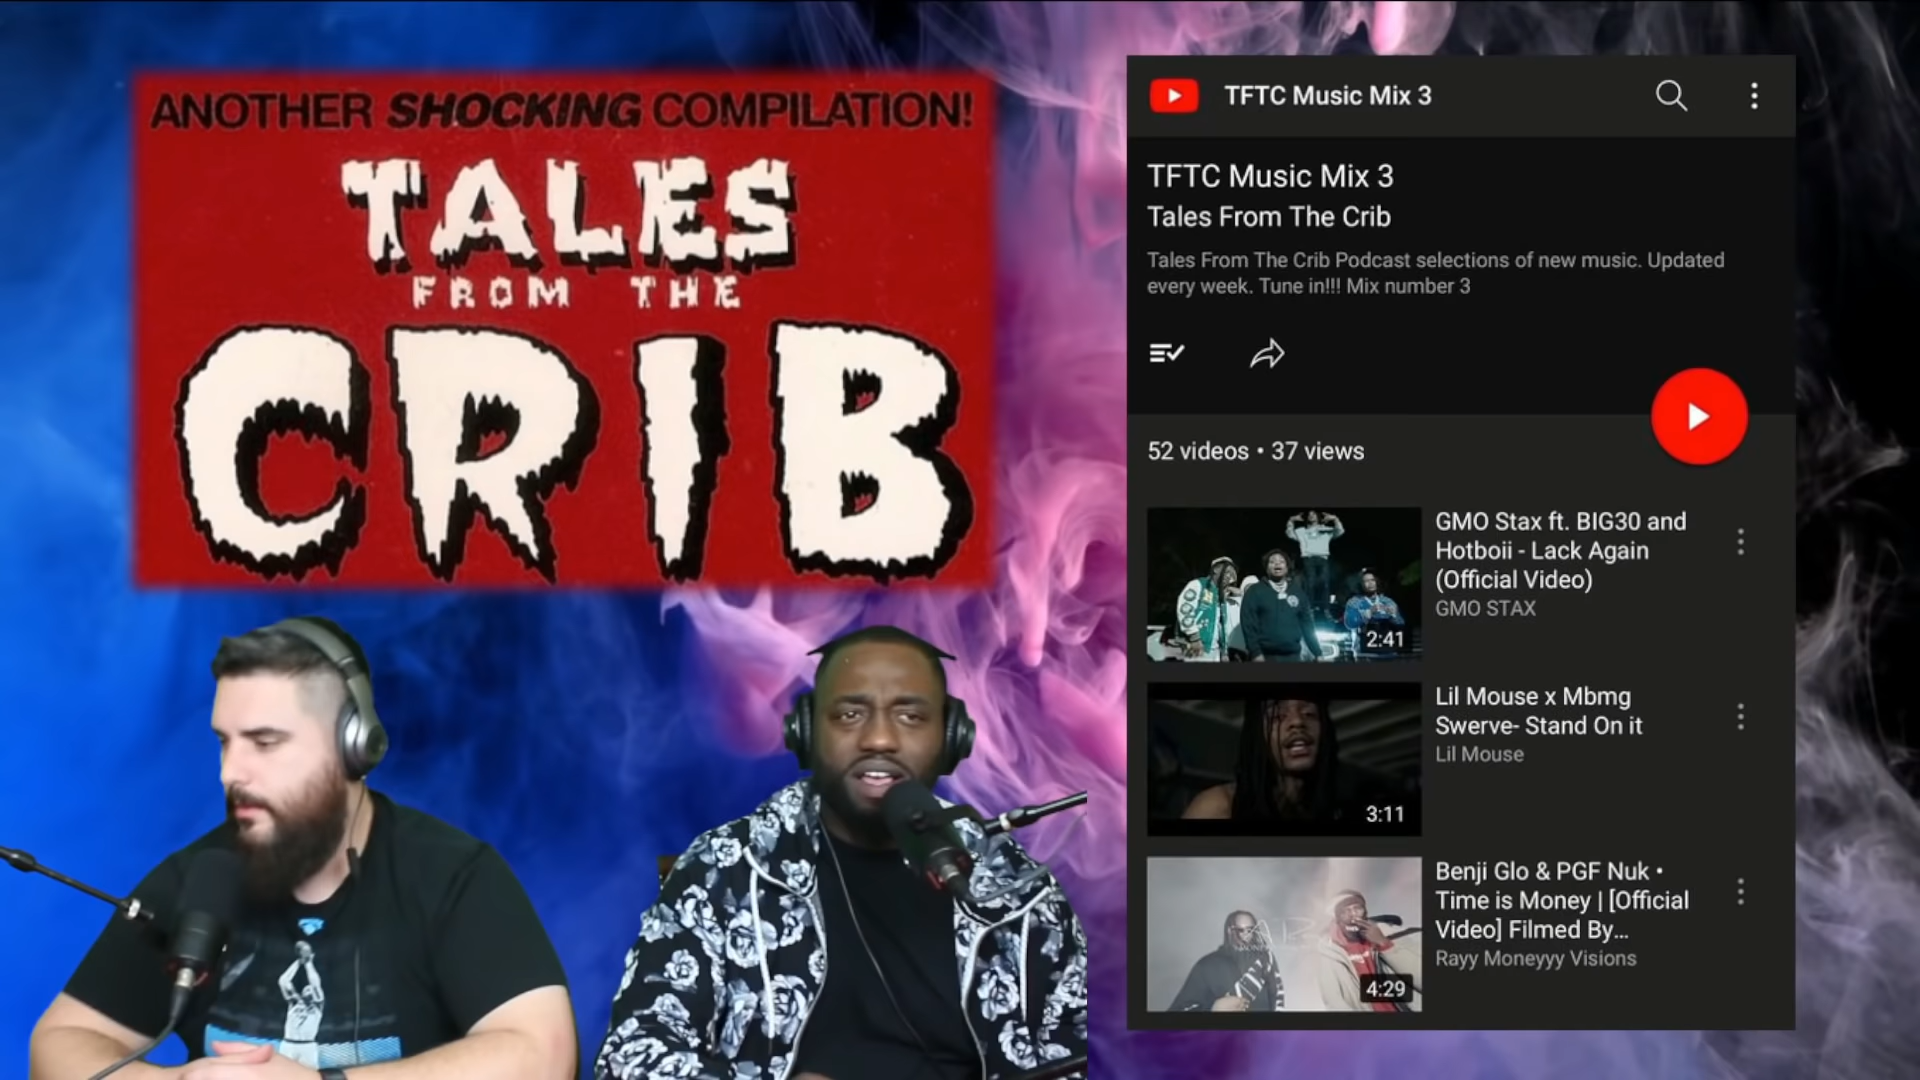 ANOTHER SHOCKING COMPILATION!
TALES
FROM THE
CRIB
TFTC Music Mix 3
TFTC Music Mix 3
Tales From The Crib
Tales From The Crib Podcast selections of new music. Updated
every week. Tune in!!! Mix number 3
52 videos • 37 views
GMO Stax ft. BIG30 and
Hotboii - Lack Again
(Official Video)
GMO STAX
2:41
Lil Mouse x Mbmg
Swerve- Stand On it
Lil Mouse
3:11
Benji Glo & PGF Nuk •
Time is Money | [Official
Video] Filmed By...
Rayy Moneyyy Visions
4:29